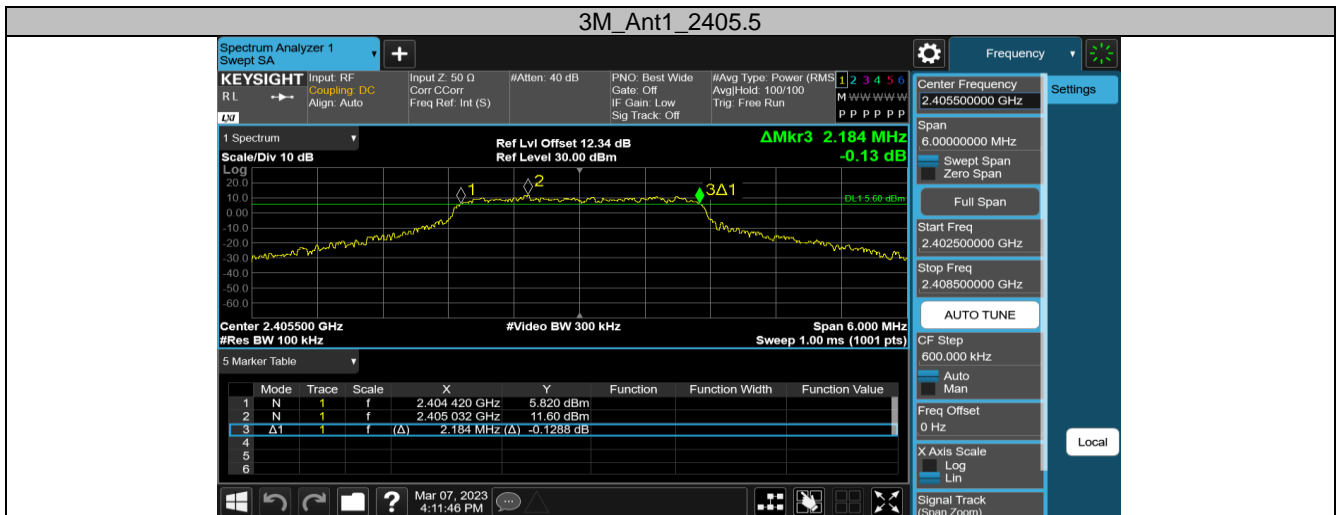 3M_Ant1_2405.5
Spectrum Analyzer 1
Swept SA
+
Frequency
KEYSIGHT
RL
LXI
Input: RF
Coupling: DC
Align: Auto
Input Z: 50 Ω
Corr CCorr
Freq Ref: Int (S)
#Atten: 40 dB
PNO: Best Wide
Gate: Off
IF Gain: Low
Sig Track: Off
#Avg Type: Power (RMS
Avg|Hold: 100/100
Trig: Free Run
1 2 3 4 5 6
M W W W W W
P P P P P P
1 Spectrum
Scale/Div 10 dB
Ref Lvl Offset 12.34 dB
Ref Level 30.00 dBm
ΔMkr3 2.184 MHz
-0.13 dB
Log
20.0
10.0
0.00
-10.0
-20.0
-30.0
-40.0
-50.0
-60.0
1
2
3Δ1
DL1 5.60 dBm
Center 2.405500 GHz
#Res BW 100 kHz
#Video BW 300 kHz
Span 6.000 MHz
Sweep 1.00 ms (1001 pts)
5 Marker Table
Mode Trace Scale X Y Function Function Width Function Value
1 N 1 f 2.404 420 GHz 5.820 dBm
2 N 1 f 2.405 032 GHz 11.60 dBm
3 Δ1 1 f (Δ) 2.184 MHz (Δ) -0.1288 dB
4
5
6
Mar 07, 2023
4:11:46 PM
?
Center Frequency
2.405500000 GHz
Settings
Span
6.00000000 MHz
Swept Span
Zero Span
Full Span
Start Freq
2.402500000 GHz
Stop Freq
2.408500000 GHz
AUTO TUNE
CF Step
600.000 kHz
Auto
Man
Freq Offset
0 Hz
X Axis Scale
Log
Lin
Local
Signal Track
(Span Zoom)